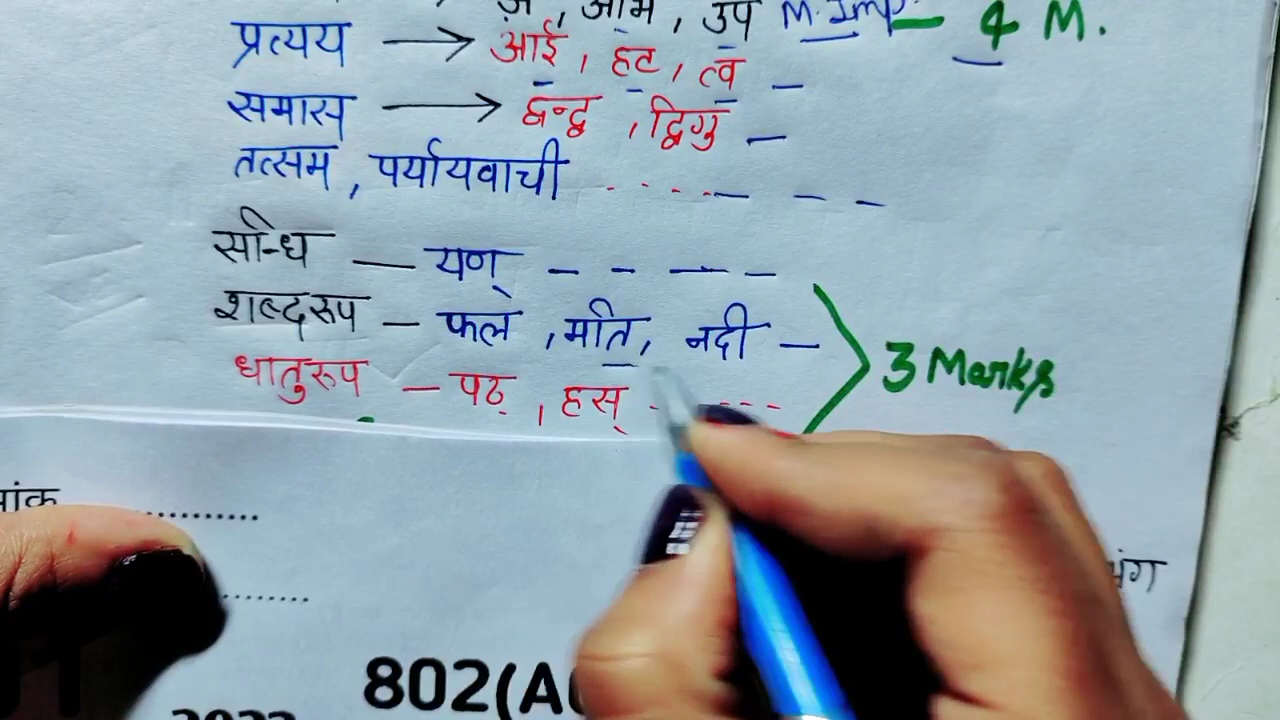 , उप M. Imp. - 4 M.
प्रत्यय → आई, हट, त्व -
समास → द्वन्द्व, द्विगु -
तत्सम, पर्यायवाची ..... - - -
सन्धि - यण् - - - -
शब्दरूप - फल, मति, नदी -
धातुरूप - पठ्, हस् - - - -
3 Marks
..........
..........
802(A
2023